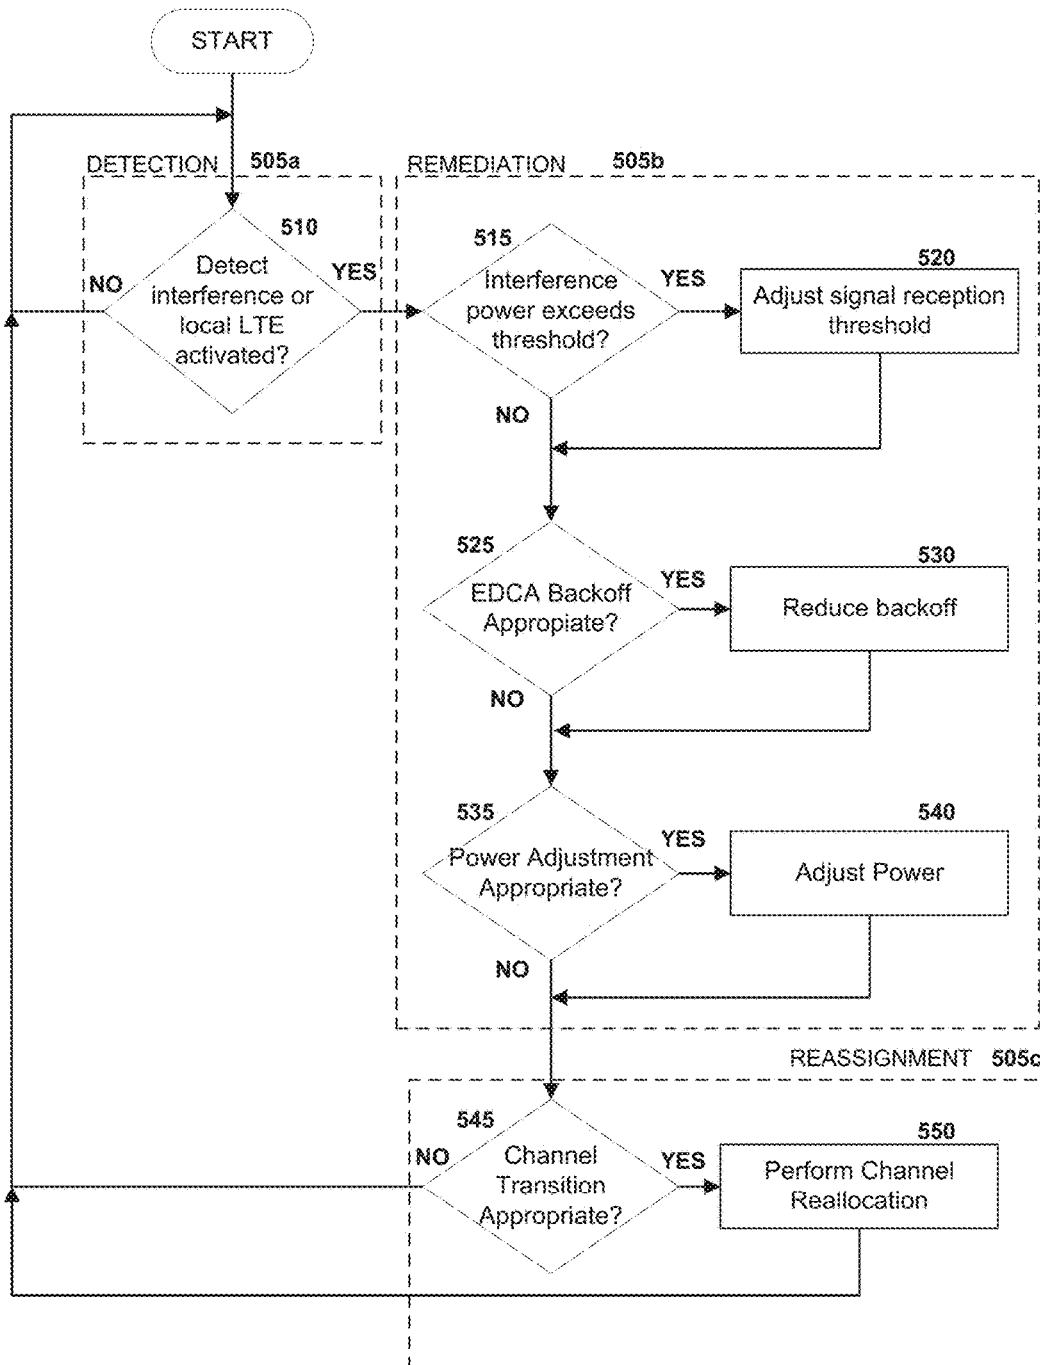 START
DETECTION 505a
REMEDIATION 505b
510
Detect
interference or
local LTE
activated?
NO
YES
515
Interference
power exceeds
threshold?
YES
NO
520
Adjust signal reception
threshold
525
EDCA Backoff
Appropiate?
YES
NO
530
Reduce backoff
535
Power Adjustment
Appropriate?
YES
NO
540
Adjust Power
REASSIGNMENT 505c
545
Channel
Transition
Appropriate?
NO
YES
550
Perform Channel
Reallocation